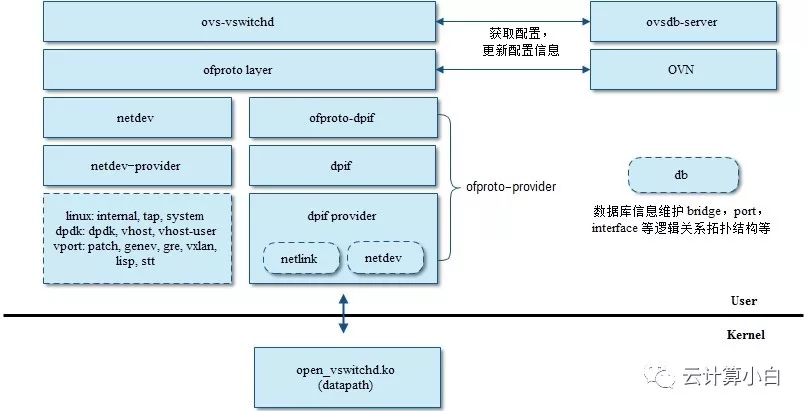 ovs-vswitchd
ovsdb-server
获取配置，
更新配置信息
ofproto layer
OVN
netdev
ofproto-dpif
netdev-provider
dpif
ofproto-provider
db
linux: internal, tap, system
dpdk: dpdk, vhost, vhost-user
vport: patch, genev, gre, vxlan,
lisp, stt
dpif provider
netlink
netdev
数据库信息维护 bridge，port，
interface 等逻辑关系拓扑结构等
User
Kernel
open_vswitchd.ko
(datapath)
云计算小白